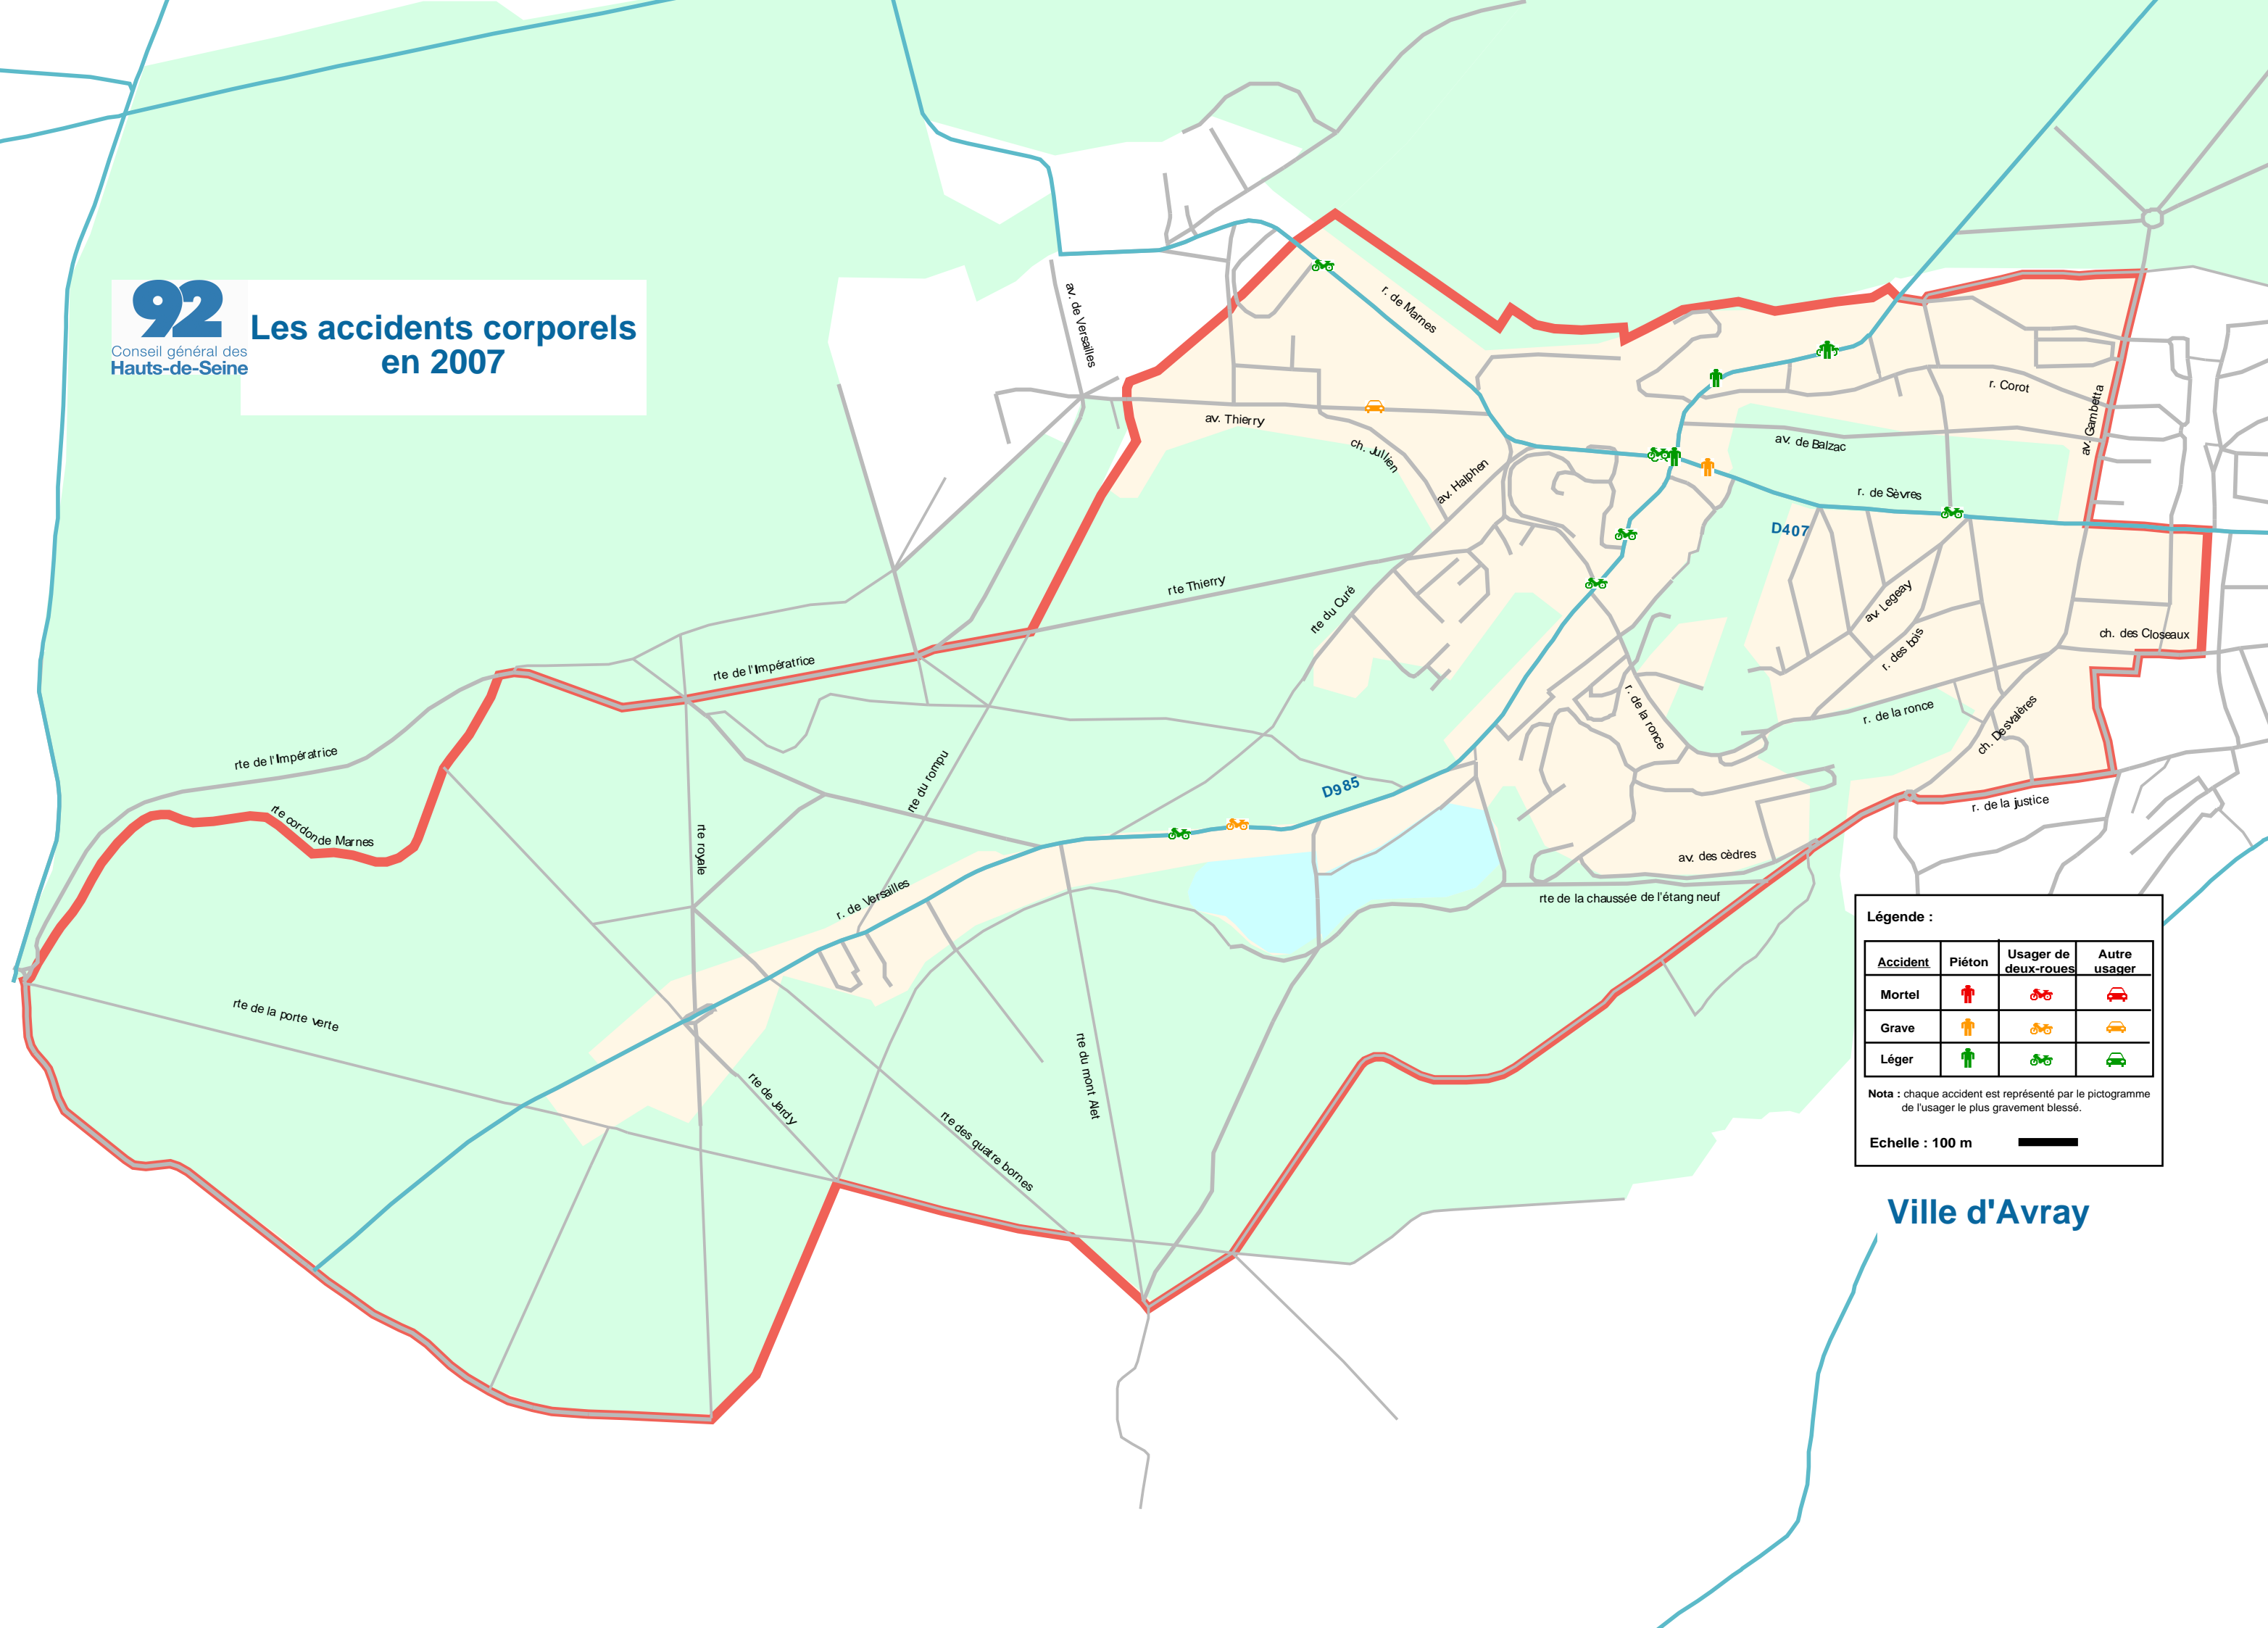 92
Conseil général des
Hauts-de-Seine
Les accidents corporels
en 2007
av. de Versailles
r. de Marnes
r. Corot
av. Gambetta
av. Thierry
ch. Jullien
av. Halphen
av. de Balzac
r. de Sèvres
D407
rte Thierry
rte du Curé
av. Legeay
r. des bois
ch. des Closeaux
rte de l'Impératrice
r. de la ronce
r. de la ronce
ch. Desvalères
rte de l'Impératrice
rte du rompu
D985
r. de la justice
rte cordon de Marnes
rte royale
av. des cèdres
r. de Versailles
rte de la chaussée de l'étang neuf
rte de la porte verte
rte du mont Alet
rte de Jardy
rte des quatre bornes
Légende :
Accident Piéton Usager de deux-roues Autre usager
Mortel
Grave
Léger
Nota : chaque accident est représenté par le pictogramme
de l'usager le plus gravement blessé.
Echelle : 100 m
Ville d'Avray